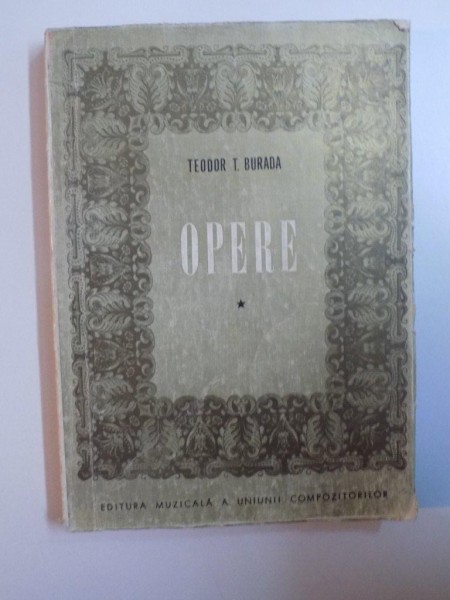 TEODOR T. BURADA
OPERE
★
EDITURA MUZICALĂ A UNIUNII COMPOZITORILOR